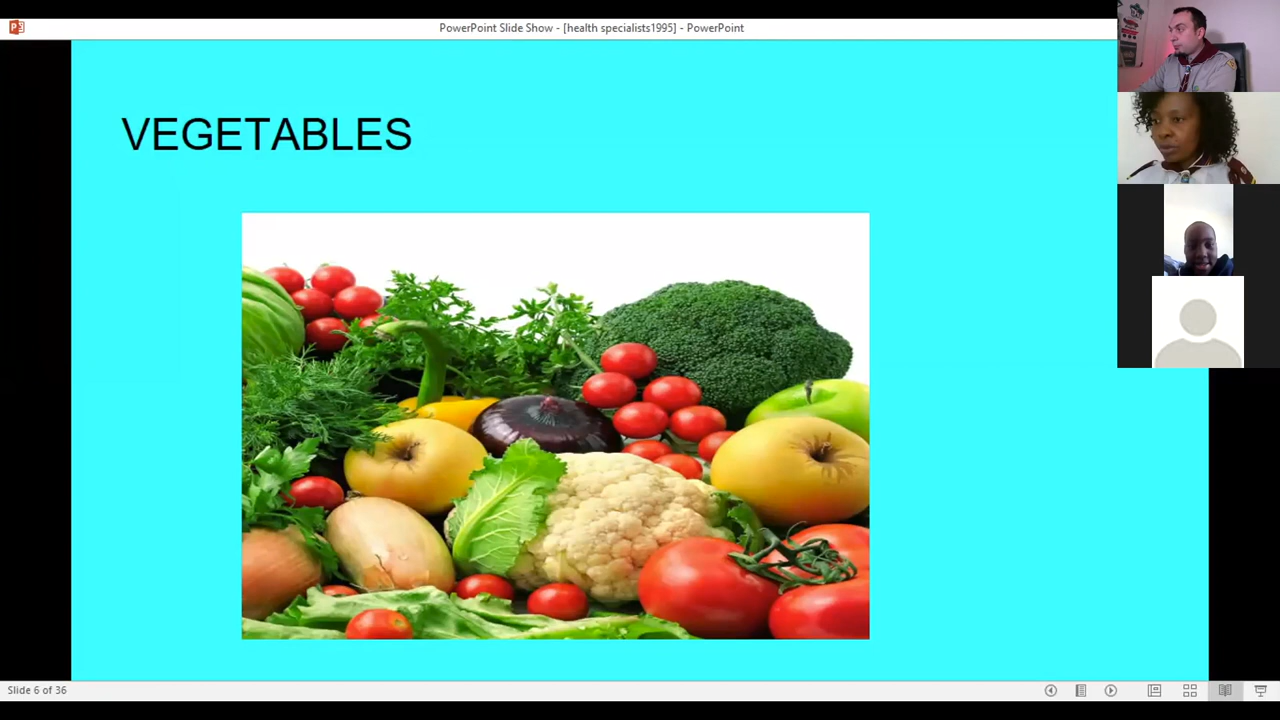 PowerPoint Slide Show - [health specialists1995] - PowerPoint
VEGETABLES
Slide 6 of 36